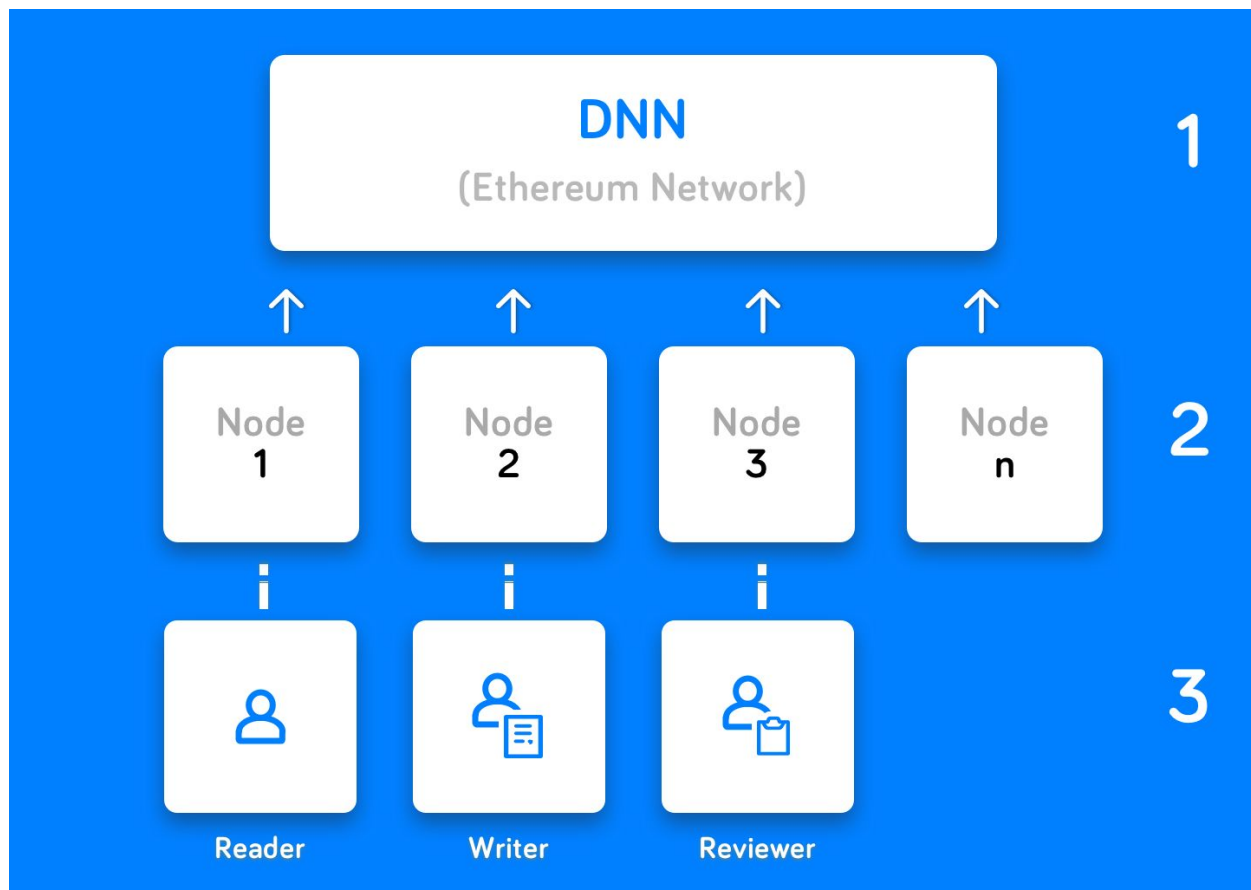 DNN
(Ethereum Network)
1
Node
1
Node
2
Node
3
Node
n
2
3
Reader
Writer
Reviewer